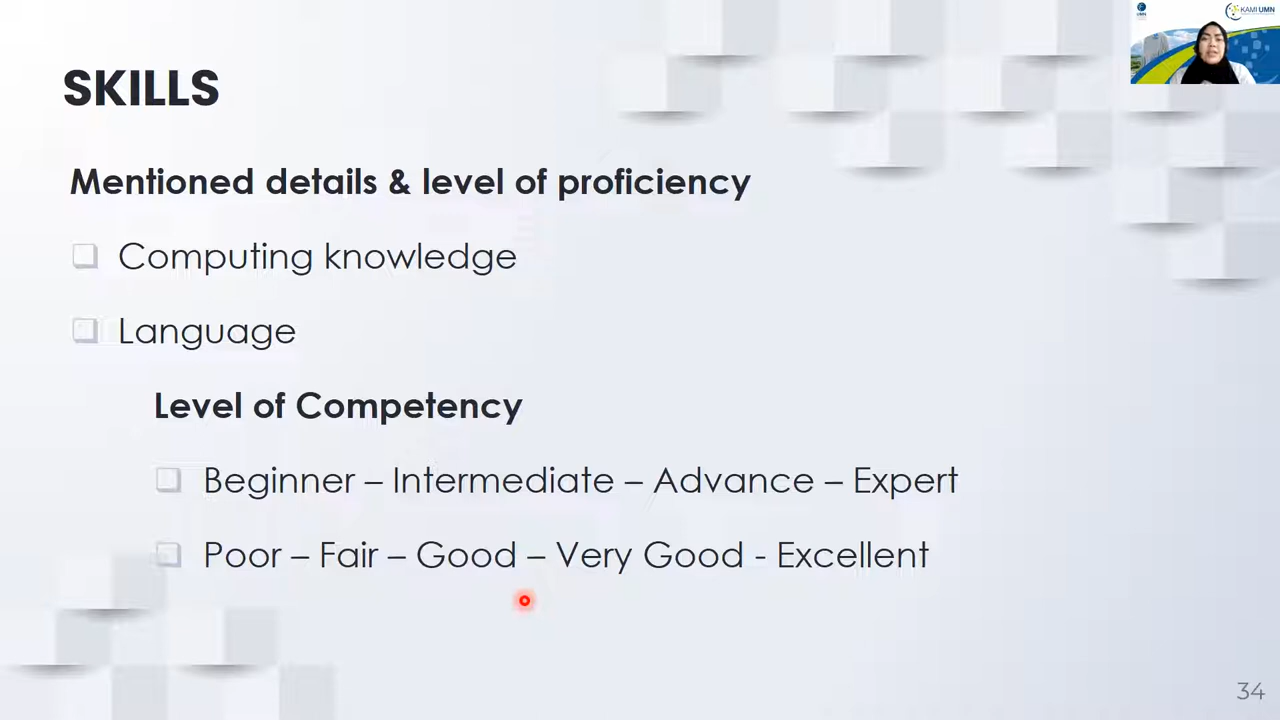 UMN
KAMI UMN
SKILLS
Mentioned details & level of proficiency
Computing knowledge
Language
Level of Competency
Beginner – Intermediate – Advance – Expert
Poor – Fair – Good – Very Good - Excellent
34